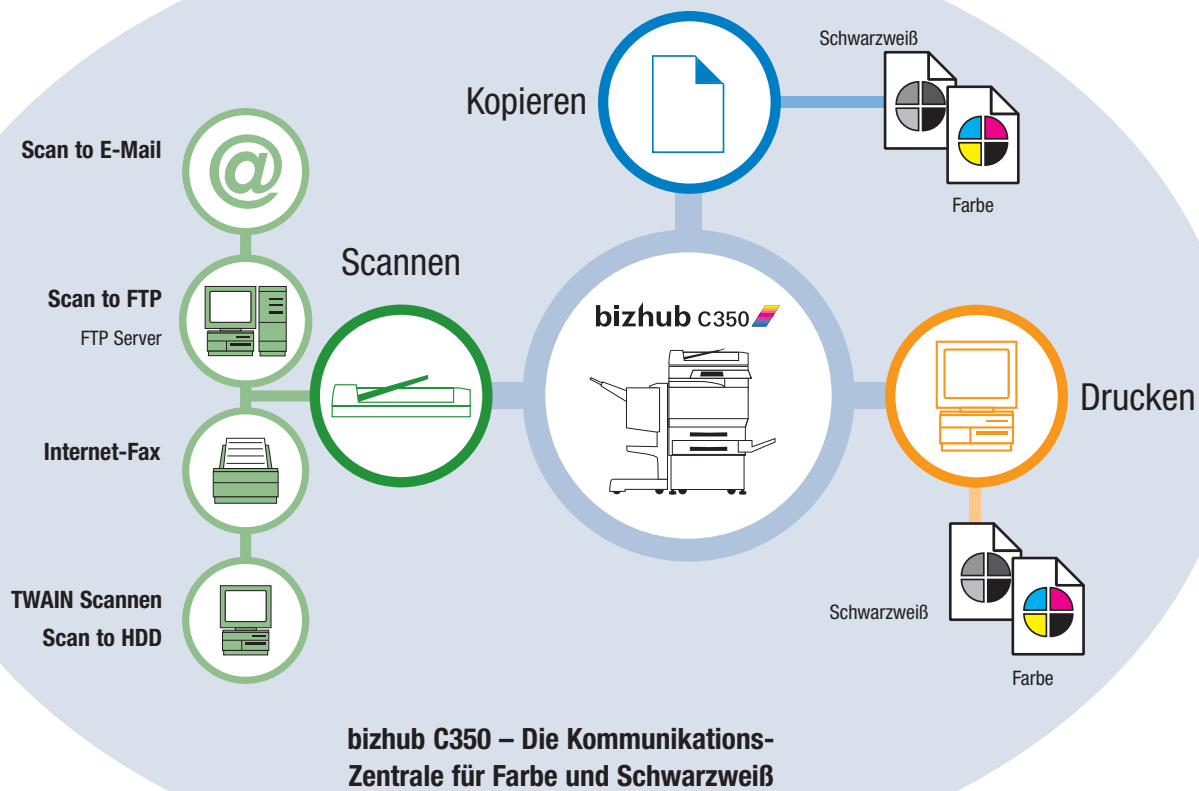 Schwarzweiß
Kopieren
Farbe
Scan to E-Mail
Scannen
Scan to FTP
FTP Server
bizhub C350
Drucken
Internet-Fax
TWAIN Scannen
Scan to HDD
Schwarzweiß
Farbe
bizhub C350 – Die Kommunikations-
Zentrale für Farbe und Schwarzweiß
@